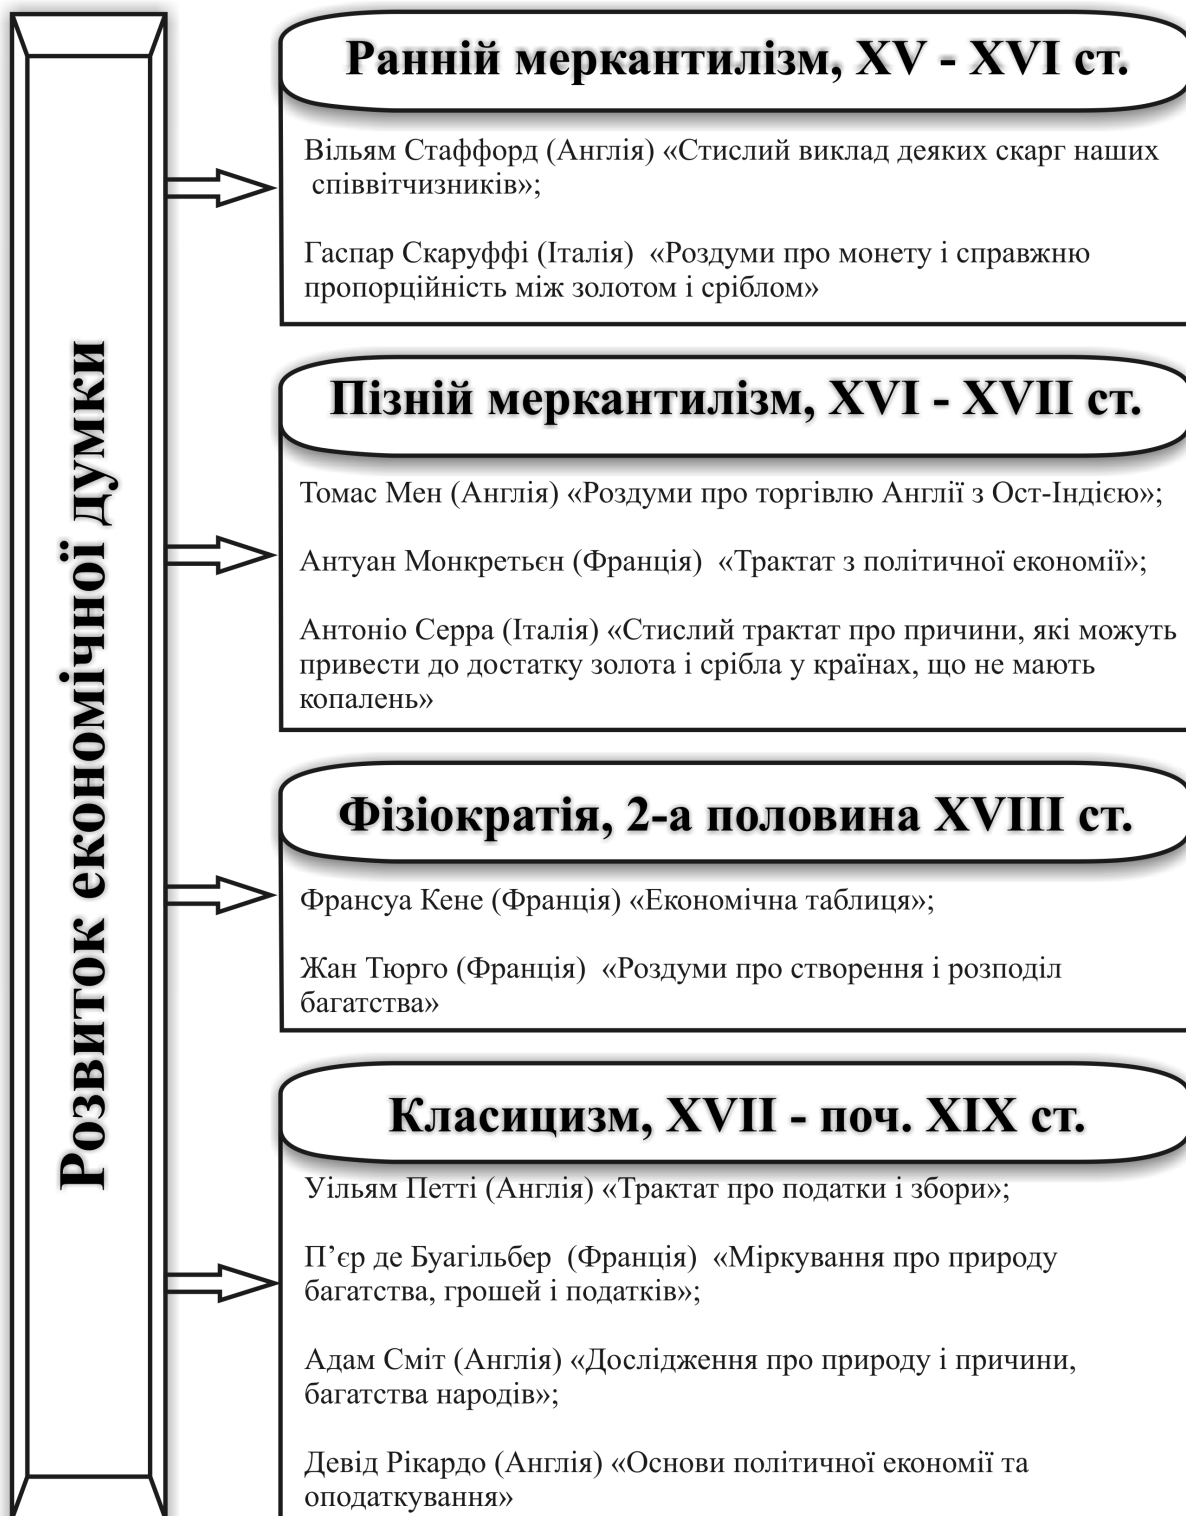 Розвиток економічної думки
Ранній меркантилізм, XV - XVI ст.
Вільям Стаффорд (Англія) «Стислий виклад деяких скарг наших
співвітчизників»;
Гаспар Скаруффі (Італія) «Роздуми про монету і справжню
пропорційність між золотом і сріблом»
Пізній меркантилізм, XVI - XVII ст.
Томас Мен (Англія) «Роздуми про торгівлю Англії з Ост-Індією»;
Антуан Монкретьєн (Франція) «Трактат з політичної економії»;
Антоніо Серра (Італія) «Стислий трактат про причини, які можуть
привести до достатку золота і срібла у країнах, що не мають
копалень»
Фізіократія, 2-а половина XVIII ст.
Франсуа Кене (Франція) «Економічна таблиця»;
Жан Тюрго (Франція) «Роздуми про створення і розподіл
багатства»
Класицизм, XVII - поч. XIX ст.
Уільям Петті (Англія) «Трактат про податки і збори»;
П’єр де Буагільбер (Франція) «Міркування про природу
багатства, грошей і податків»;
Адам Сміт (Англія) «Дослідження про природу і причини,
багатства народів»;
Девід Рікардо (Англія) «Основи політичної економії та
оподаткування»